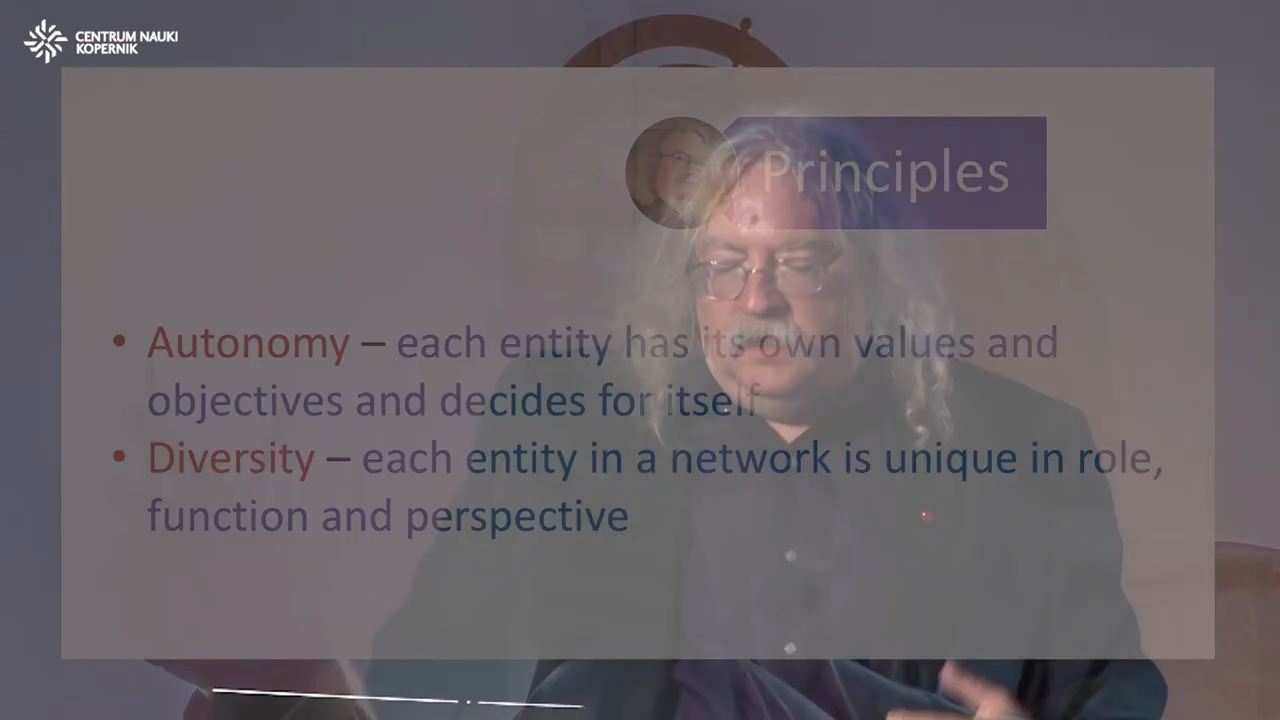 CENTRUM NAUKI
KOPERNIK
Principles
• Autonomy – each entity has its own values and
objectives and decides for itself
• Diversity – each entity in a network is unique in role,
function and perspective